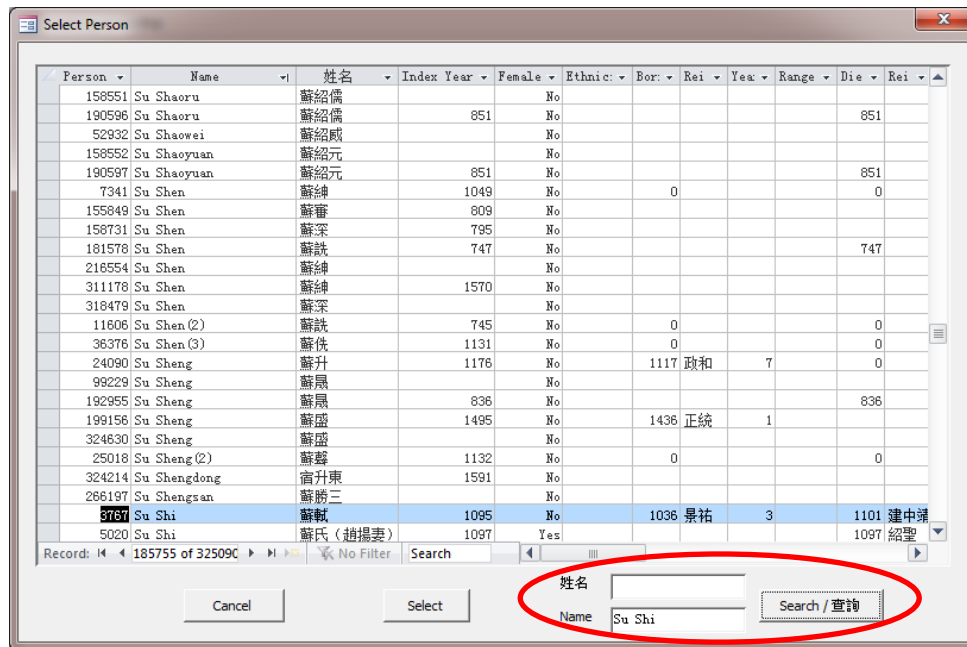 Select Person
Person Name 姓名 Index Year Female Ethnic: Bor: Rei Yea: Range Die Rei
158551 Su Shaoru 蘇紹儒 No
190596 Su Shaoru 蘇紹儒 851 No 851
52932 Su Shaowei 蘇紹威 No
158552 Su Shaoyuan 蘇紹元 No
190597 Su Shaoyuan 蘇紹元 851 No 851
7341 Su Shen 蘇紳 1049 No 0 0
155849 Su Shen 蘇審 809 No
158731 Su Shen 蘇深 795 No
181578 Su Shen 蘇詵 747 No 747
216554 Su Shen 蘇紳 No
311178 Su Shen 蘇紳 1570 No
318479 Su Shen 蘇深 No
11606 Su Shen(2) 蘇詵 745 No 0 0
36376 Su Shen(3) 蘇侁 1131 No 0 0
24090 Su Sheng 蘇升 1176 No 1117 政和 7 0
99229 Su Sheng 蘇晟 No
192955 Su Sheng 蘇晟 836 No 836
199156 Su Sheng 蘇盛 1495 No 1436 正統 1
324630 Su Sheng 蘇盛 No
25018 Su Sheng(2) 蘇聲 1132 No 0 0
324214 Su Shengdong 宿升東 1591 No
266197 Su Shengsan 蘇勝三 No
3767 Su Shi 蘇軾 1095 No 1036 景祐 3 1101 建中靖
5020 Su Shi 蘇氏（趙揚妻） 1097 Yes 1097 紹聖
Record: 185755 of 325090 No Filter Search
姓名
Cancel Select Search / 查詢
Name Su Shi